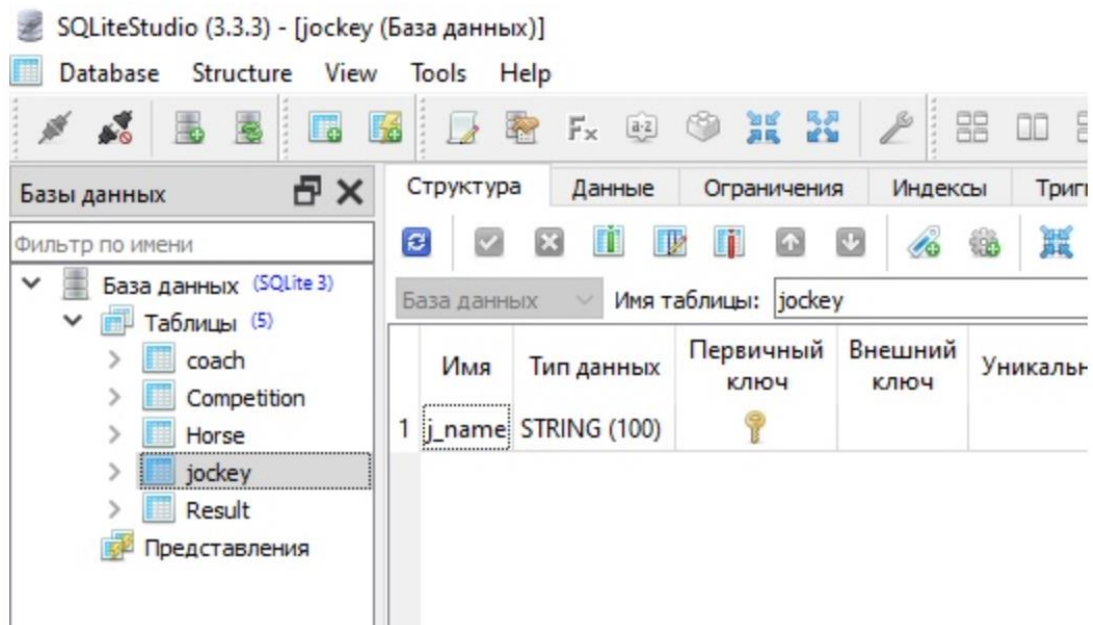 SQLiteStudio (3.3.3) - [jockey (База данных)]
Database Structure View Tools Help
Базы данных
Фильтр по имени
База данных (SQLite 3)
Таблицы (5)
coach
Competition
Horse
jockey
Result
Представления
Структура Данные Ограничения Индексы Триг
База данных Имя таблицы: jockey
Имя Тип данных Первичный ключ Внешний ключ Уникальн
1 j_name STRING (100)